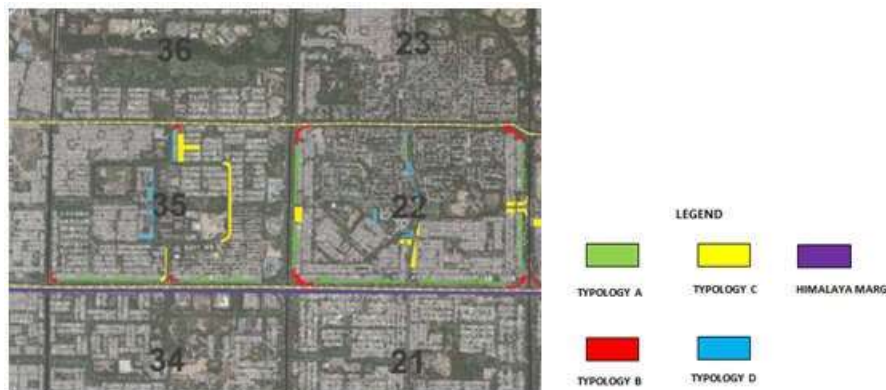 36
23
35
22
34
21
LEGEND
TYPOLOGY A
TYPOLOGY C
HIMALAYA MARG
TYPOLOGY B
TYPOLOGY D